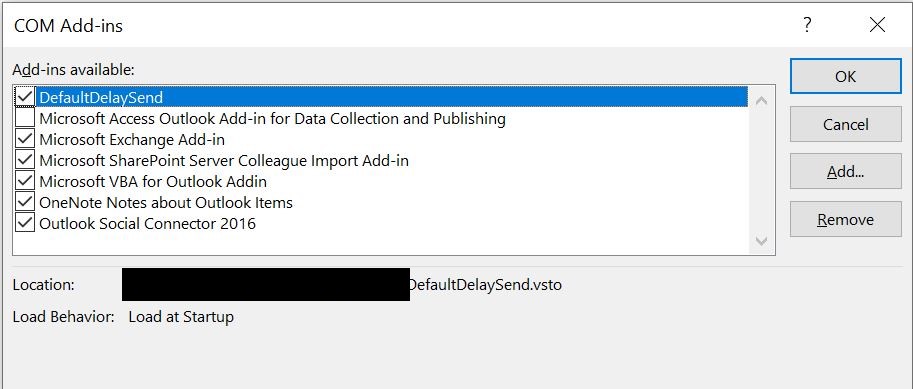 COM Add-ins
?
Add-ins available:
OK
DefaultDelaySend
Microsoft Access Outlook Add-in for Data Collection and Publishing
Cancel
Microsoft Exchange Add-in
Microsoft SharePoint Server Colleague Import Add-in
Add...
Microsoft VBA for Outlook Addin
OneNote Notes about Outlook Items
Remove
Outlook Social Connector 2016
Location: DefaultDelaySend.vsto
Load Behavior: Load at Startup